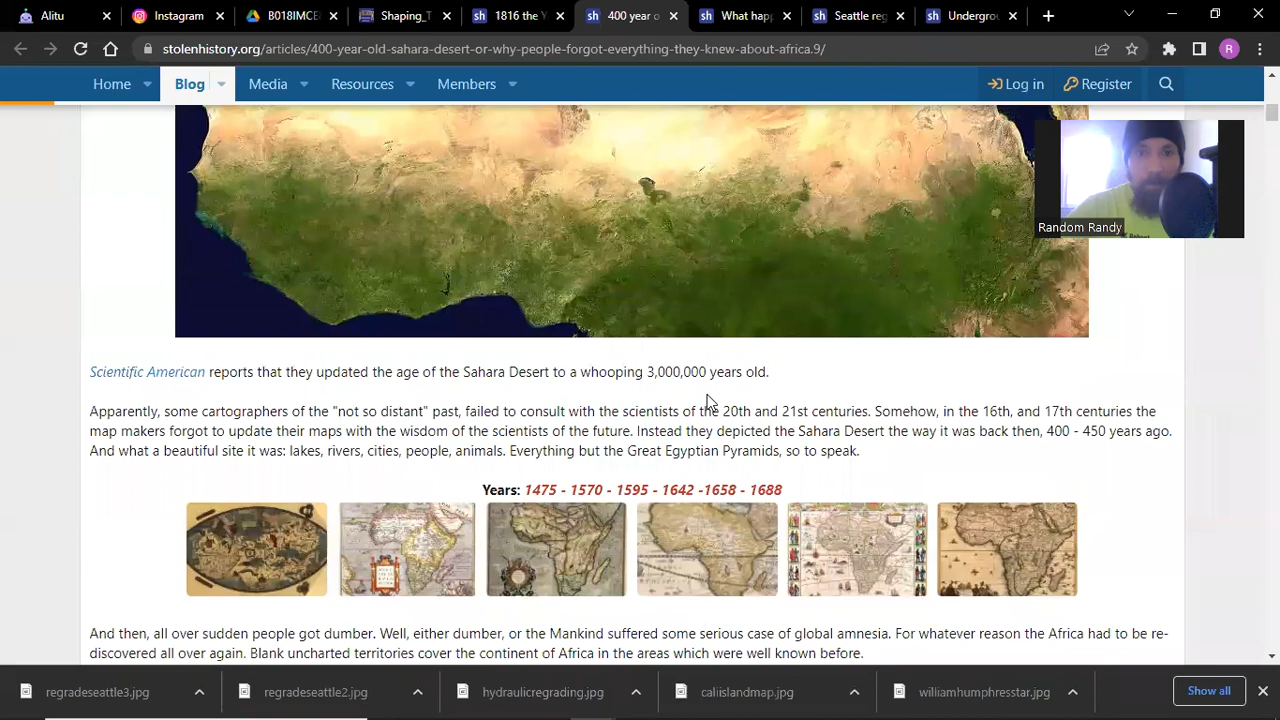 Alitu
Instagram
B018IMCE
Shaping_T
1816 the Y
400 year o
What hap
Seattle reg
Undergrou
stolenhistory.org/articles/400-year-old-sahara-desert-or-why-people-forgot-everything-they-knew-about-africa.9/
R
Home
Blog
Media
Resources
Members
Log in
Register
Random Randy
Scientific American reports that they updated the age of the Sahara Desert to a whooping 3,000,000 years old.
Apparently, some cartographers of the "not so distant" past, failed to consult with the scientists of the 20th and 21st centuries. Somehow, in the 16th, and 17th centuries the
map makers forgot to update their maps with the wisdom of the scientists of the future. Instead they depicted the Sahara Desert the way it was back then, 400 - 450 years ago.
And what a beautiful site it was: lakes, rivers, cities, people, animals. Everything but the Great Egyptian Pyramids, so to speak.
Years: 1475 - 1570 - 1595 - 1642 -1658 - 1688
And then, all over sudden people got dumber. Well, either dumber, or the Mankind suffered some serious case of global amnesia. For whatever reason the Africa had to be re-
discovered all over again. Blank uncharted territories cover the continent of Africa in the areas which were well known before.
regradeseattle3.jpg
regradeseattle2.jpg
hydraulicregrading.jpg
caliislandmap.jpg
williamhumphresstar.jpg
Show all